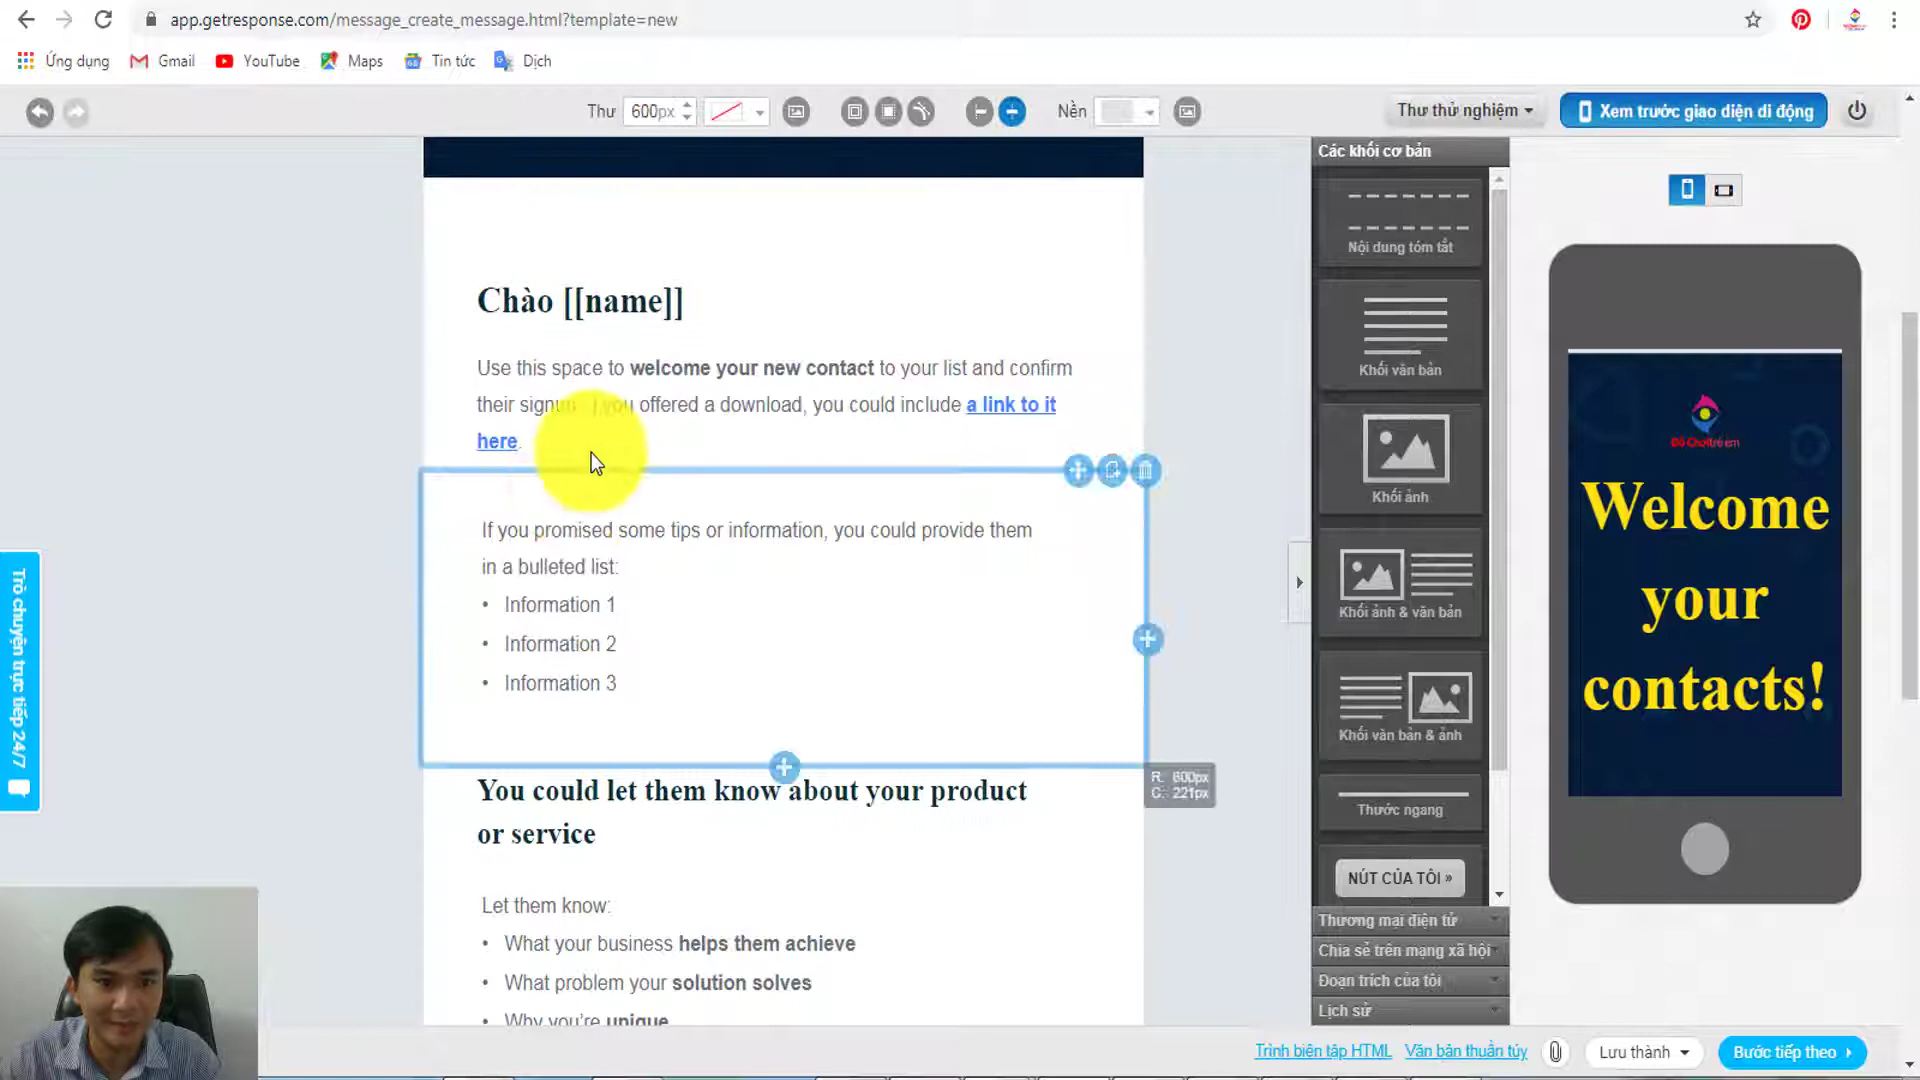 app.getresponse.com/message_create_message.html?template=new
Ứng dụng
Gmail
YouTube
Maps
Tin tức
Dịch
Thư
600px
Nền
Thư thử nghiệm
Xem trước giao diện di động
Các khối cơ bản
Nội dung tóm tắt
Khối văn bản
Khối ảnh
Khối ảnh & văn bản
Khối văn bản & ảnh
Thước ngang
NÚT CỦA TÔI »
Thương mại điện tử
Chia sẻ trên mạng xã hội
Đoạn trích của tôi
Lịch sử
Chào [[name]]
Use this space to welcome your new contact to your list and confirm
their signup you offered a download, you could include a link to it
here.
If you promised some tips or information, you could provide them
in a bulleted list:
• Information 1
• Information 2
• Information 3
R: 600px
C: 221px
You could let them know about your product
or service
Let them know:
• What your business helps them achieve
• What problem your solution solves
• Why you're unique
Đồ Chơi trẻ em
Welcome
your
contacts!
Trò chuyện trực tiếp 24/7
Trình biên tập HTML
Văn bản thuần túy
Lưu thành
Bước tiếp theo